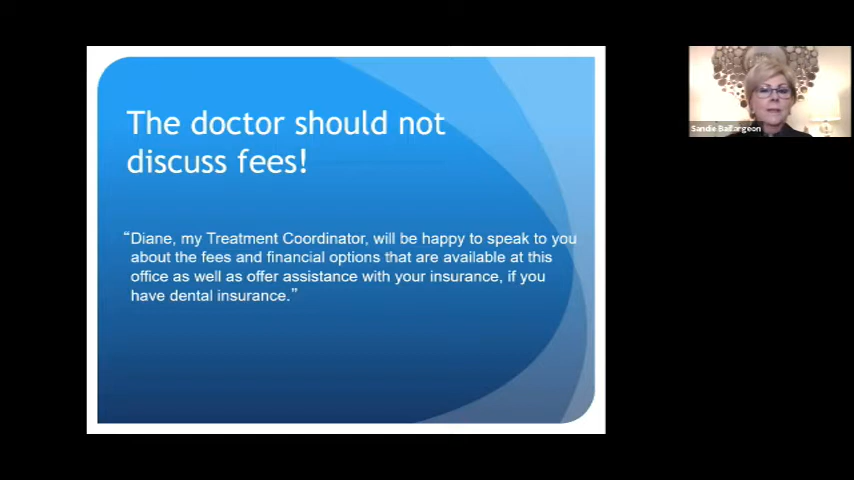 The doctor should not
discuss fees!
“Diane, my Treatment Coordinator, will be happy to speak to you
about the fees and financial options that are available at this
office as well as offer assistance with your insurance, if you
have dental insurance.”
Sandie Baillargeon